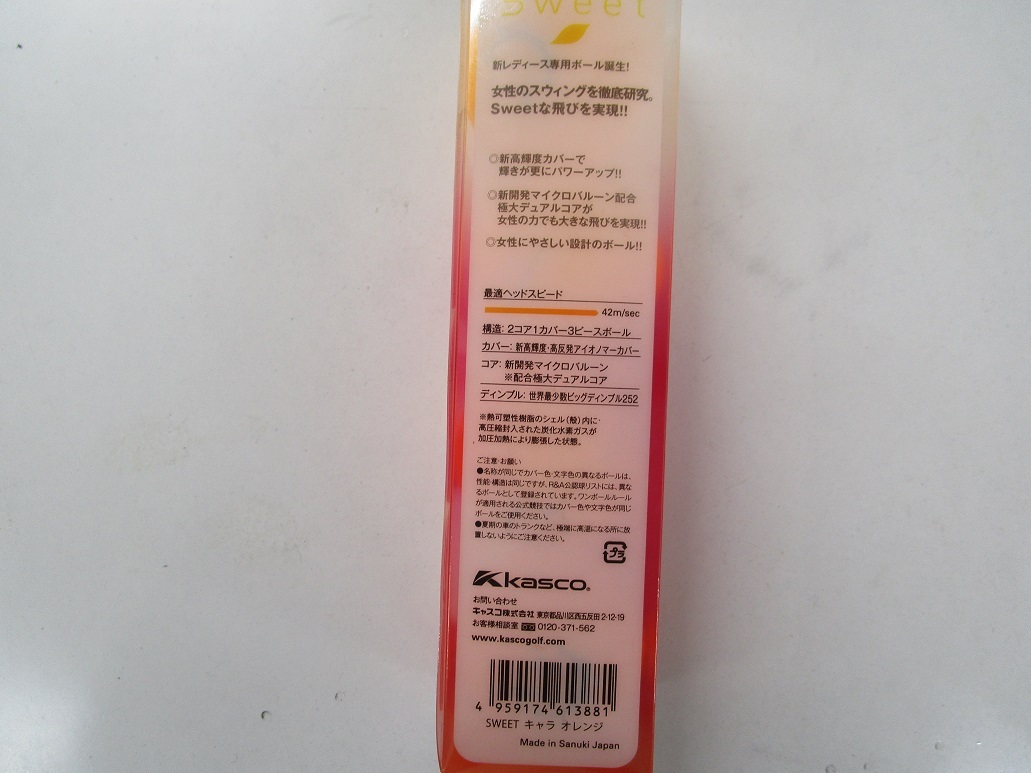 Sweet
新レディース専用ボール誕生!
女性のスウィングを徹底研究。
Sweetな飛びを実現!!
◎新高輝度カバーで
輝きが更にパワーアップ!!
◎新開発マイクロバルーン配合
極大デュアルコアが
女性の力でも大きな飛びを実現!!
◎女性にやさしい設計のボール!!
最適ヘッドスピード
42m/sec
構造: 2コア1カバー3ピースボール
カバー: 新高輝度・高反発アイオノマーカバー
コア: 新開発マイクロバルーン
※配合極大デュアルコア
ディンプル: 世界最少数ビッグディンプル252
※熱可塑性樹脂のシェル(殻)内に・
高圧縮封入された炭化水素ガスが
加圧加熱により膨張した状態。
ご注意・お願い
●名称が同じでカバー色・文字色の異なるボールは、
性能・構造は同じですが、R&A公認球リストには、異な
るボールとして登録されています。ワンボールルール
が適用される公式競技ではカバー色や文字色が同じ
ボールをご使用ください。
●夏期の車のトランクなど、極端に高温になる所に放
置しないようにご注意ください。
プラ
kasco®
お問い合わせ
キャスコ株式会社 東京都品川区西五反田2-12-19
お客様相談室 0120-371-562
www.kascogolf.com
4 959174 613881
SWEET キャラ オレンジ
Made in Sanuki Japan